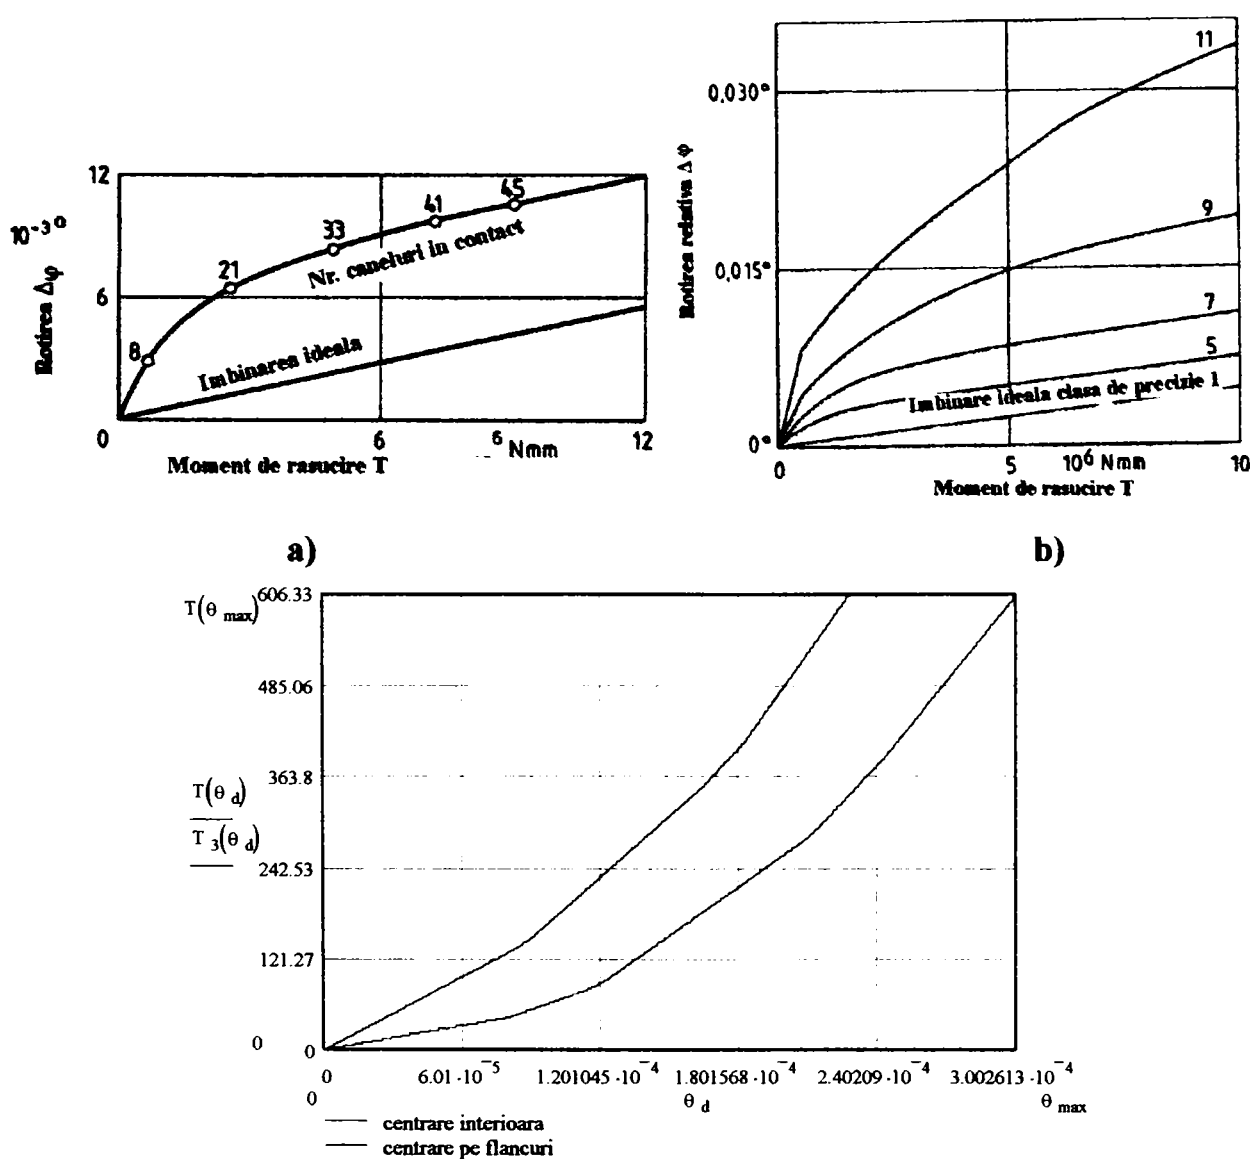 12
10⁻³ °
Rotirea Δφ
6
0
8
21
33
41
45
Nr. caneluri in contact
Imbinarea ideala
6
6 Nmm
12
Moment de rasucire T
a)
0,030°
0,015°
0°
Rotirea relativa Δφ
11
9
7
5
Imbinare ideala clasa de precizie 1
0
5
10⁶ Nmm
10
Moment de rasucire T
b)
T(θ max)
606.33
485.06
363.8
T(θ d)
T 3(θ d)
242.53
121.27
0
0
0
6.01·10⁻⁵
1.201045·10⁻⁴
1.801568·10⁻⁴
2.40209·10⁻⁴
3.002613·10⁻⁴
0
θ d
θ max
centrare interioara
centrare pe flancuri